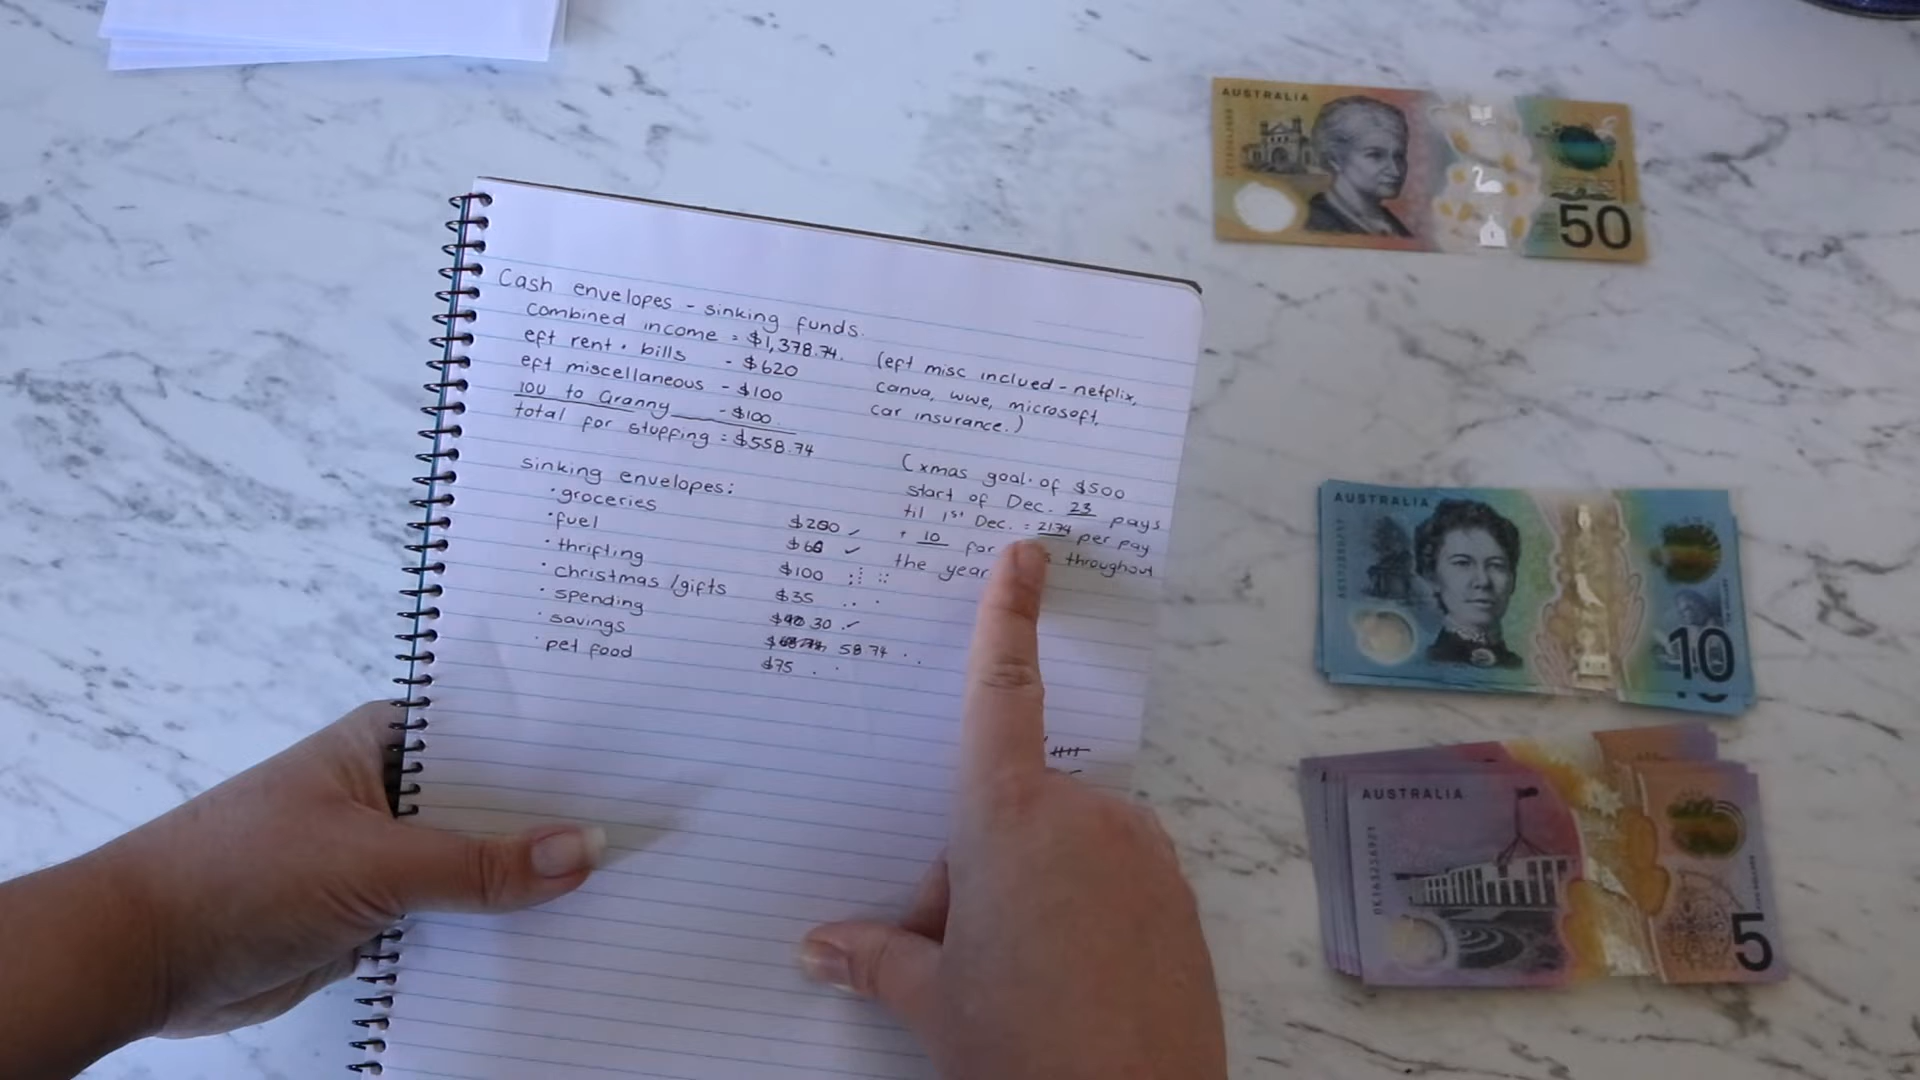 Cash envelopes - sinking funds.
combined income = $1,378.74.
eft rent + bills - $620
eft miscellaneous - $100
IOU to Granny - $100
total for stuffing = $558.74
(eft misc inclued - netflix,
canva, wwe, microsoft,
car insurance.)
sinking envelopes:
• groceries $200 ✓
• fuel $60 ✓
• thrifting $100
• christmas /gifts $35
• spending 30 ✓
• savings 58.74
• pet food $75
(xmas goal of $500
start of Dec. 23 pays
til 1st Dec. = 21.74 per pay
+ 10 for throughout
the year
AUSTRALIA
50
AUSTRALIA
10
AUSTRALIA
5